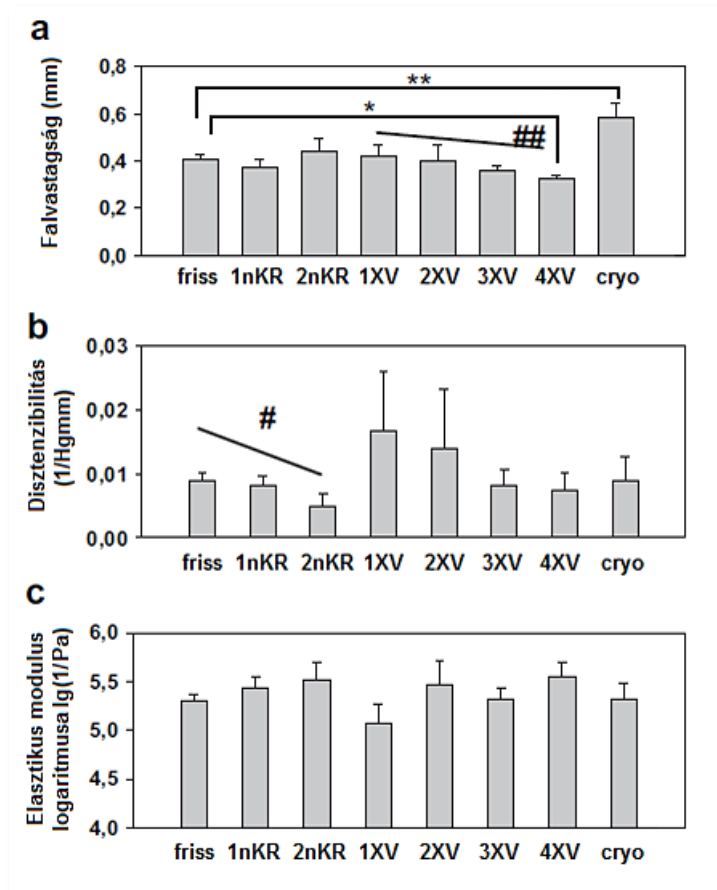 a
Falvastagság (mm)
0,8
0,6
0,4
0,2
0,0
**
*
##
friss 1nKR 2nKR 1XV 2XV 3XV 4XV cryo
b
Disztenzibilitás
(1/Hgmm)
0,03
0,02
0,01
0,00
#
friss 1nKR 2nKR 1XV 2XV 3XV 4XV cryo
c
Elasztikus modulus
logaritmusa lg(1/Pa)
6,0
5,5
5,0
4,5
4,0
friss 1nKR 2nKR 1XV 2XV 3XV 4XV cryo